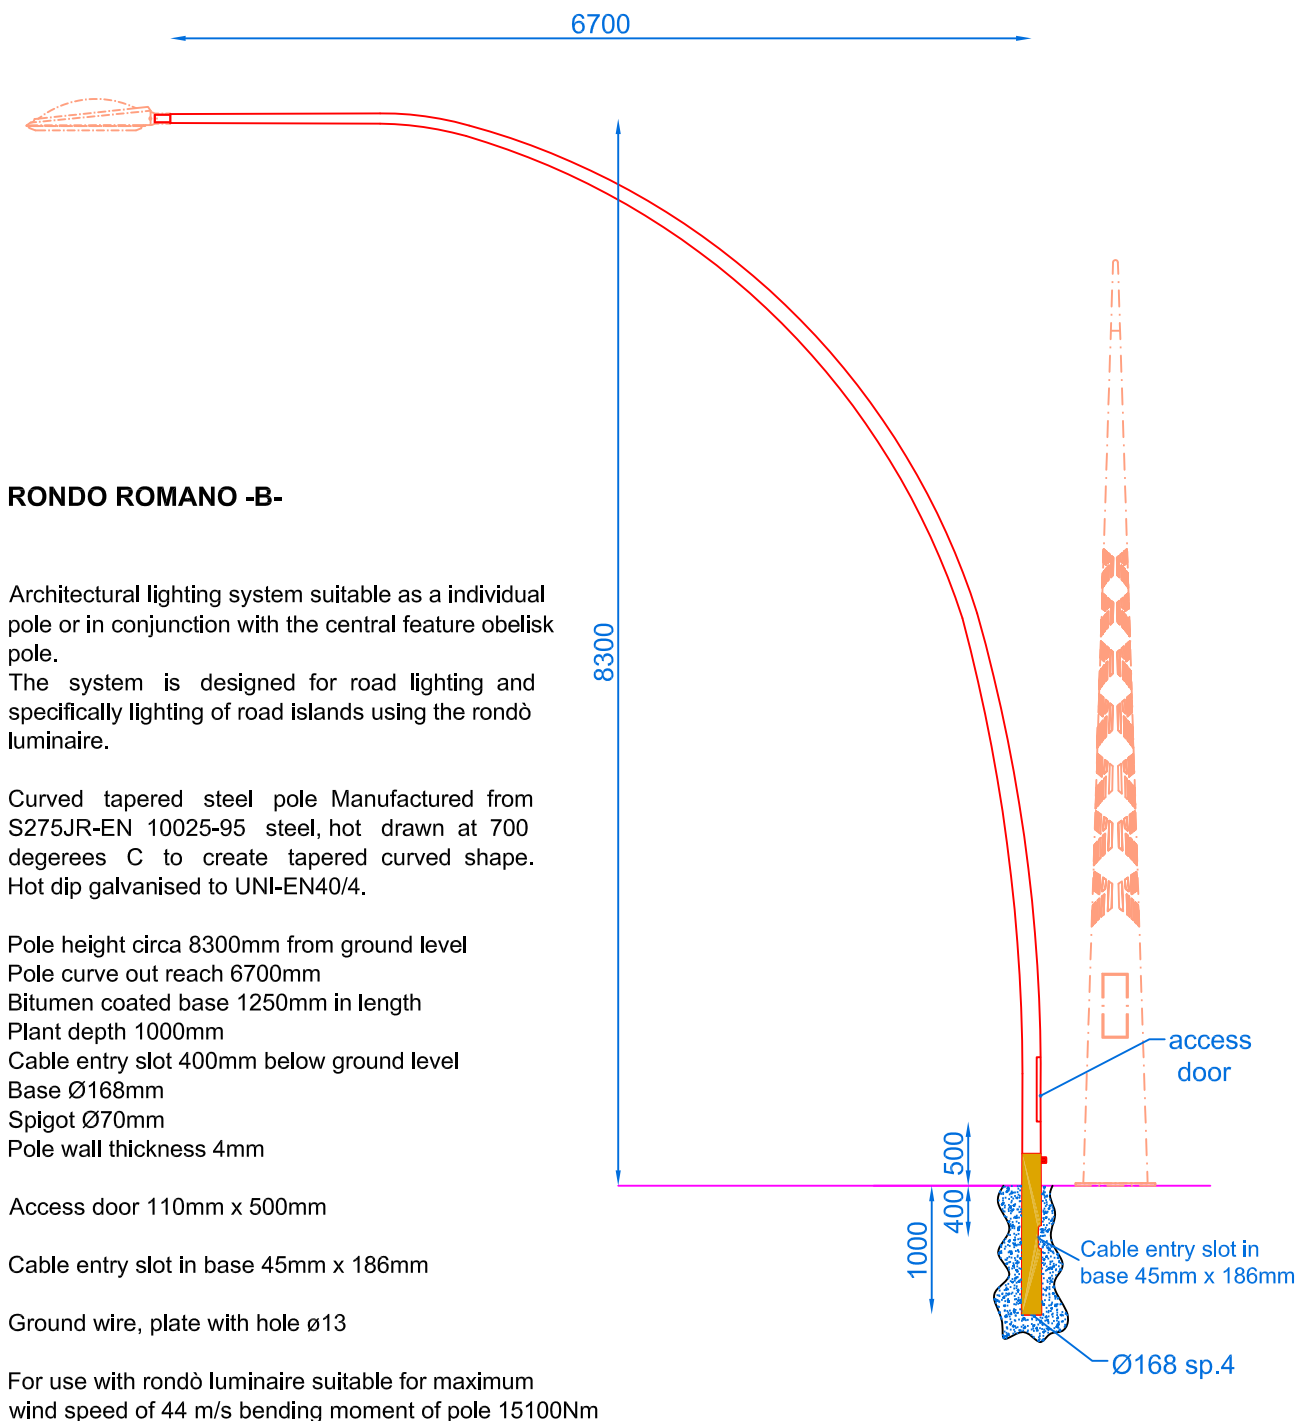 6700
RONDO ROMANO -B-
Architectural lighting system suitable as a individual
pole or in conjunction with the central feature obelisk
pole.
The system is designed for road lighting and
specifically lighting of road islands using the rondò
luminaire.
Curved tapered steel pole Manufactured from
S275JR-EN 10025-95 steel, hot drawn at 700
degerees C to create tapered curved shape.
Hot dip galvanised to UNI-EN40/4.
Pole height circa 8300mm from ground level
Pole curve out reach 6700mm
Bitumen coated base 1250mm in length
Plant depth 1000mm
Cable entry slot 400mm below ground level
Base Ø168mm
Spigot Ø70mm
Pole wall thickness 4mm
Access door 110mm x 500mm
Cable entry slot in base 45mm x 186mm
Ground wire, plate with hole ø13
For use with rondò luminaire suitable for maximum
wind speed of 44 m/s bending moment of pole 15100Nm
8300
access
door
500
400
1000
Cable entry slot in
base 45mm x 186mm
Ø168 sp.4